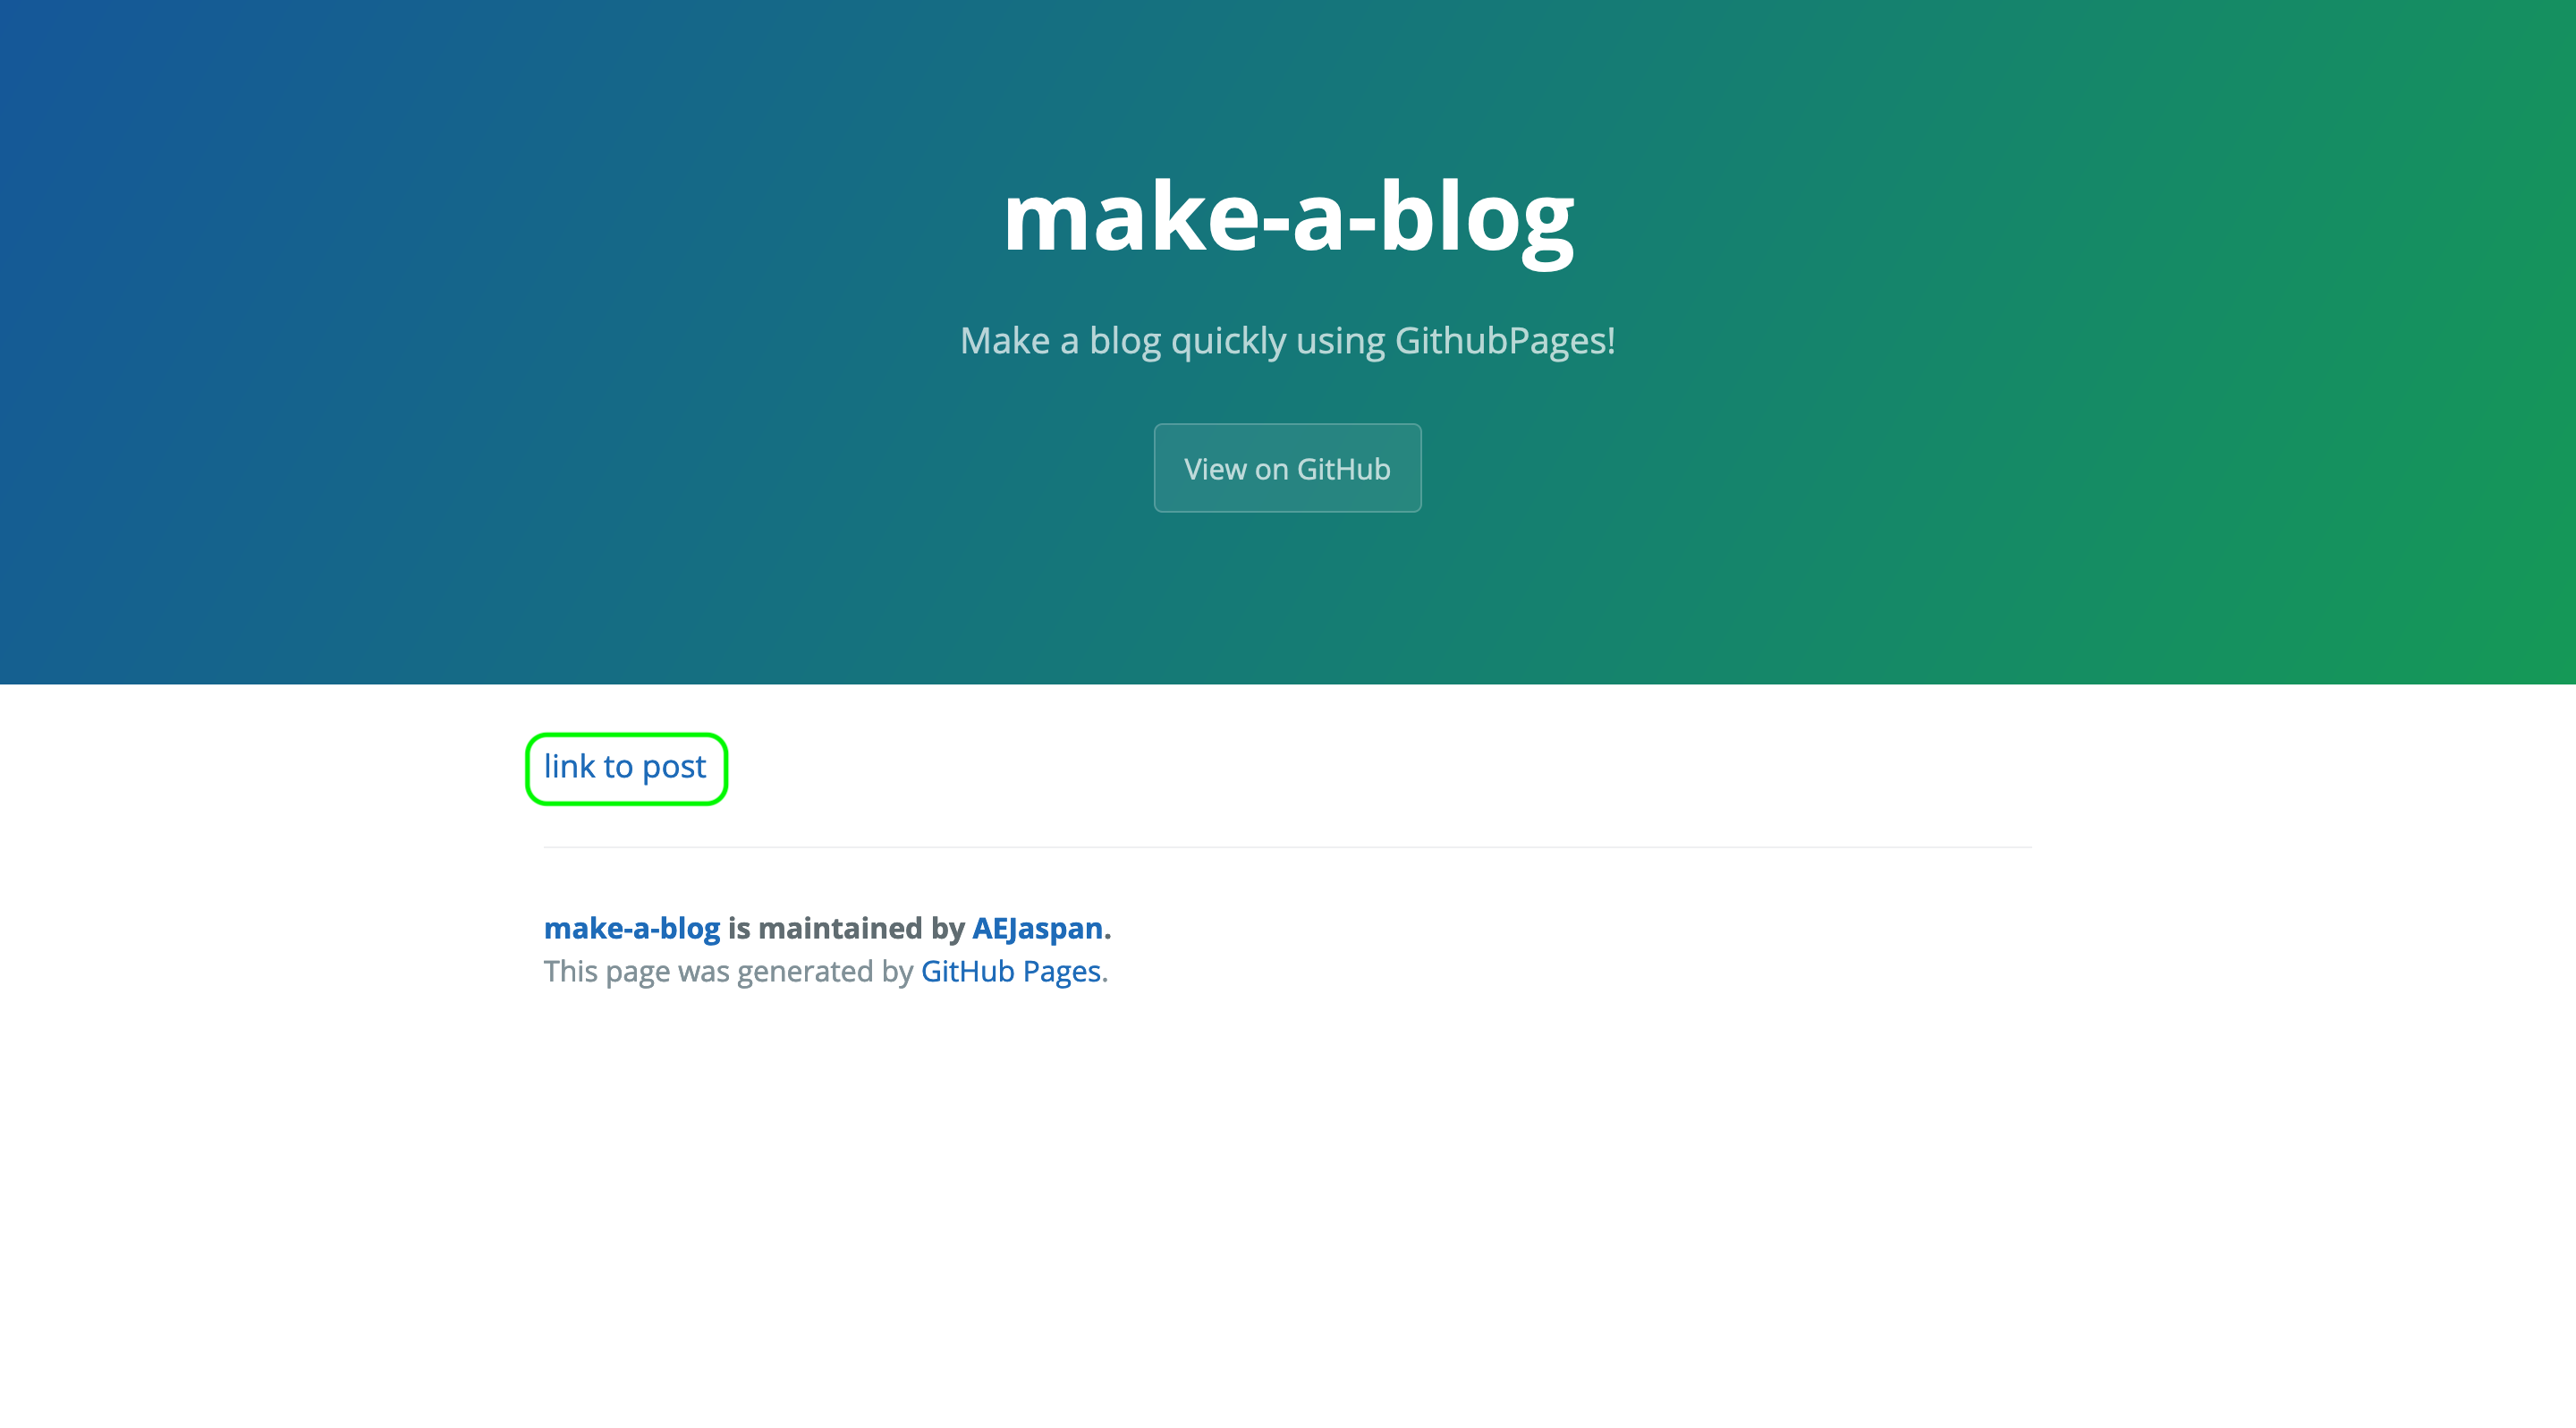 make-a-blog
Make a blog quickly using GithubPages!
View on GitHub
link to post
make-a-blog is maintained by AEJaspan.
This page was generated by GitHub Pages.